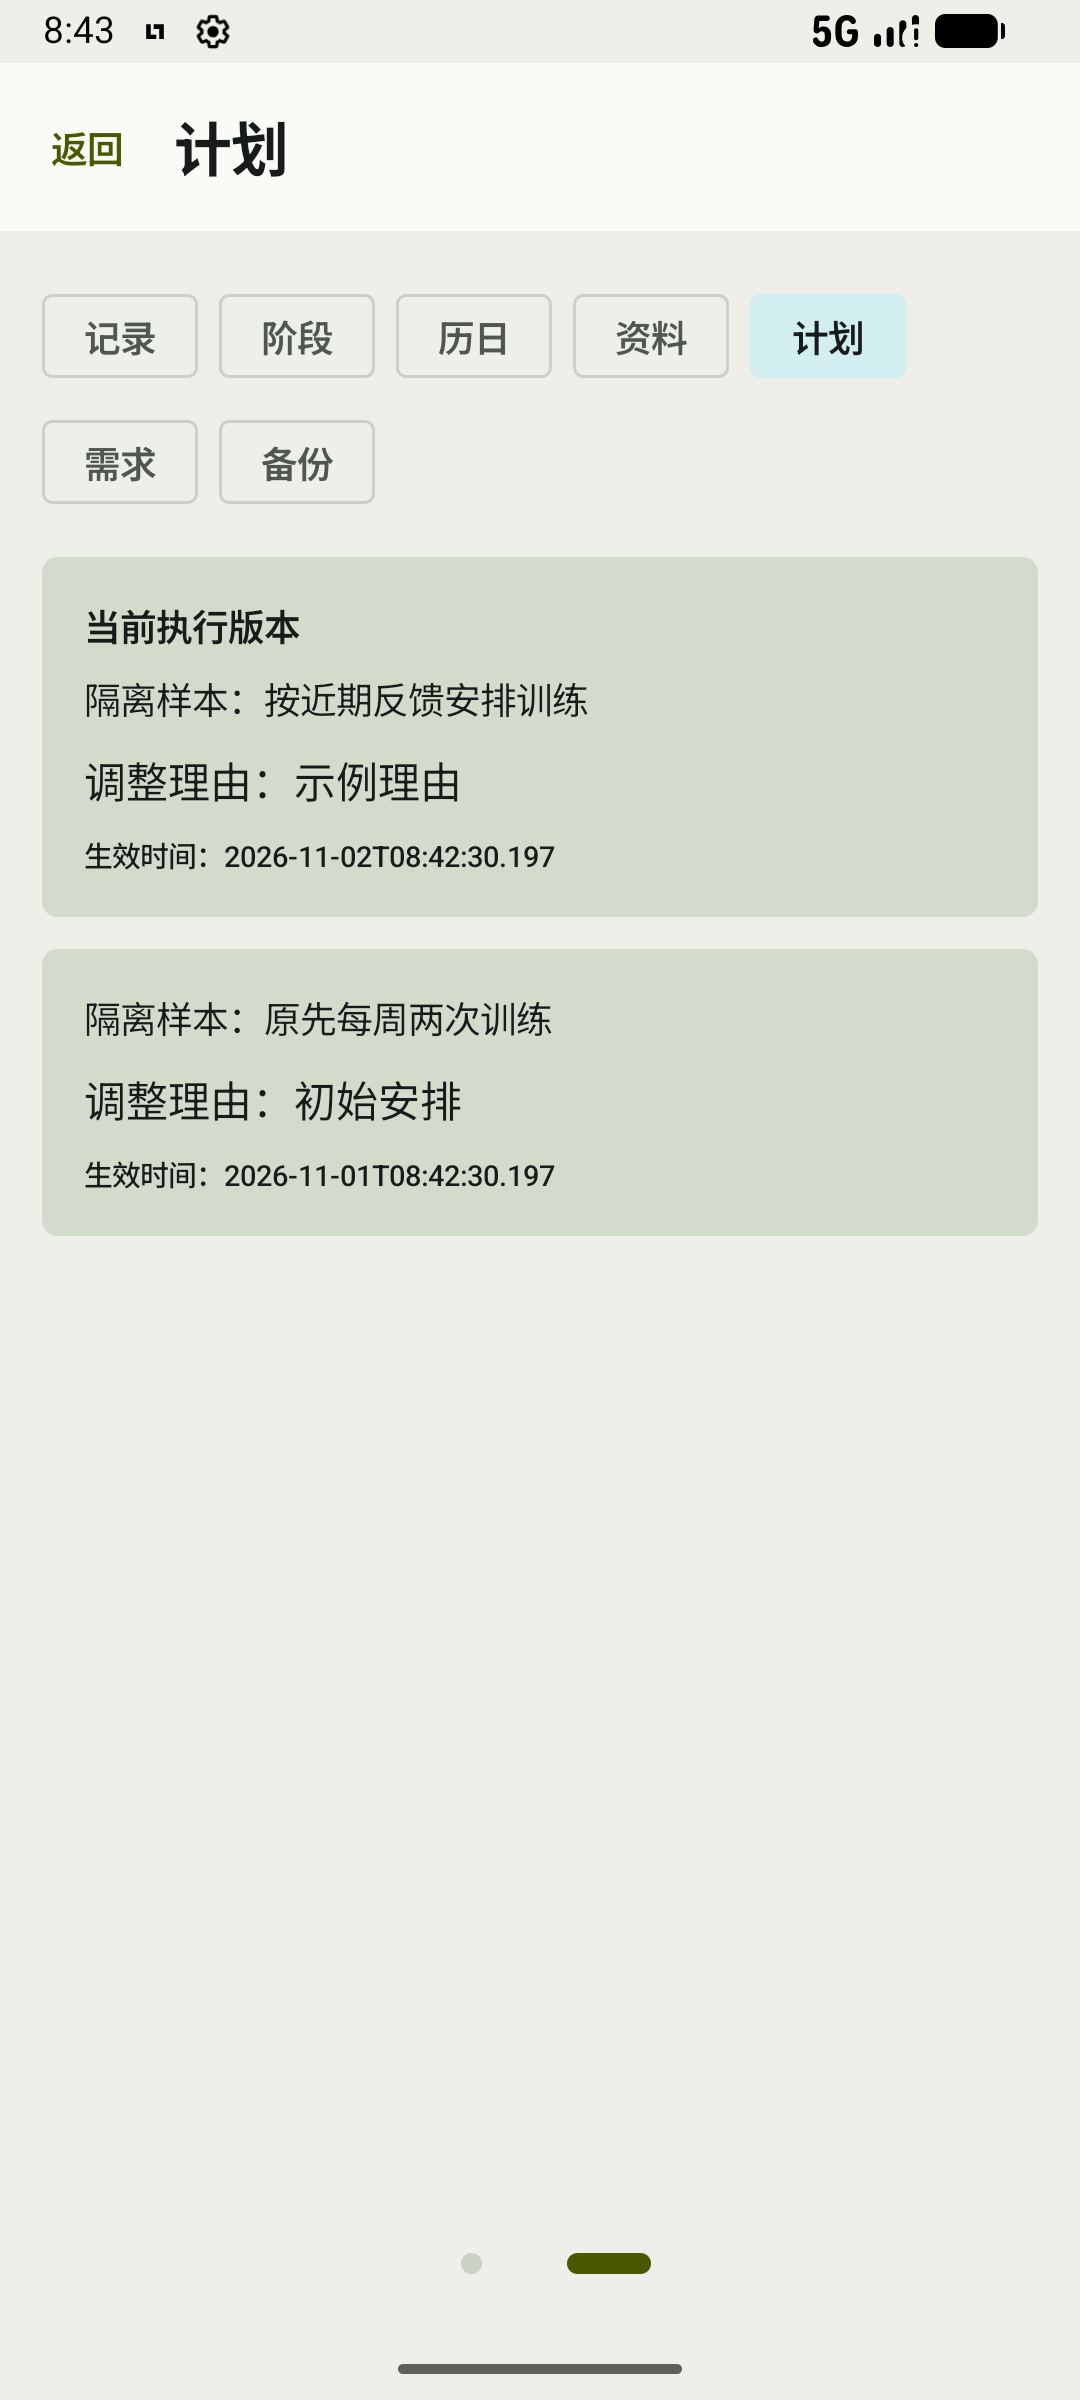 8:43 5G
返回 计划
记录 阶段 历日 资料 计划
需求 备份
当前执行版本
隔离样本：按近期反馈安排训练
调整理由：示例理由
生效时间：2026-11-02T08:42:30.197
隔离样本：原先每周两次训练
调整理由：初始安排
生效时间：2026-11-01T08:42:30.197